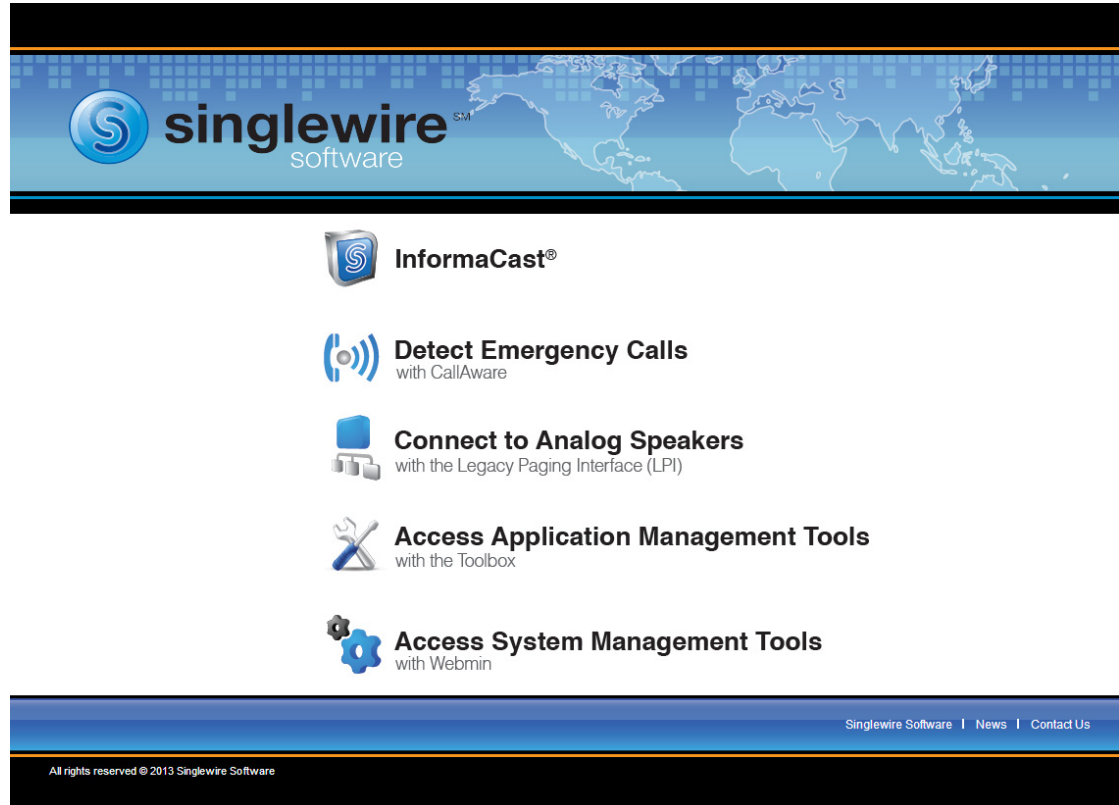 singlewire℠
software
InformaCast®
Detect Emergency Calls
with CallAware
Connect to Analog Speakers
with the Legacy Paging Interface (LPI)
Access Application Management Tools
with the Toolbox
Access System Management Tools
with Webmin
Singlewire Software | News | Contact Us
All rights reserved © 2013 Singlewire Software